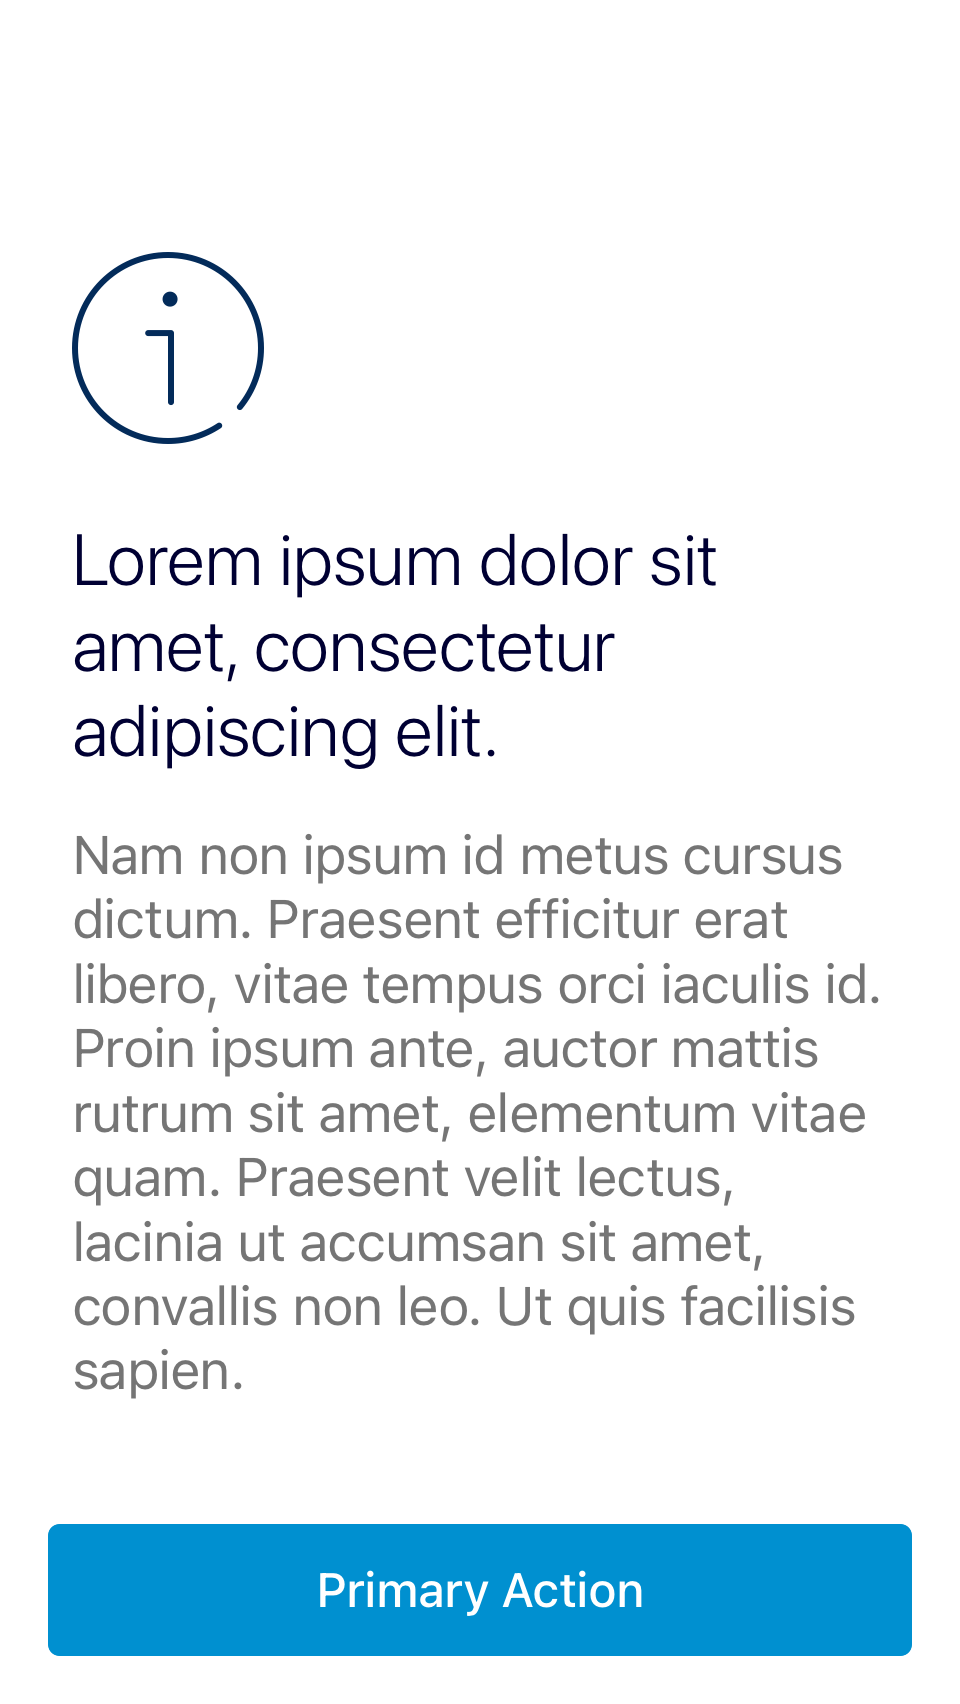 Lorem ipsum dolor sit
amet, consectetur
adipiscing elit.
Nam non ipsum id metus cursus
dictum. Praesent efficitur erat
libero, vitae tempus orci iaculis id.
Proin ipsum ante, auctor mattis
rutrum sit amet, elementum vitae
quam. Praesent velit lectus,
lacinia ut accumsan sit amet,
convallis non leo. Ut quis facilisis
sapien.
Primary Action